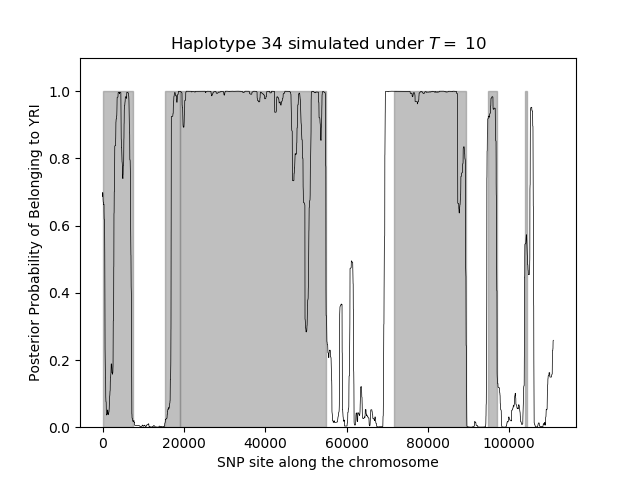 Haplotype 34 simulated under T = 10
Posterior Probability of Belonging to YRI
1.0
0.8
0.6
0.4
0.2
0.0
0 20000 40000 60000 80000 100000
SNP site along the chromosome